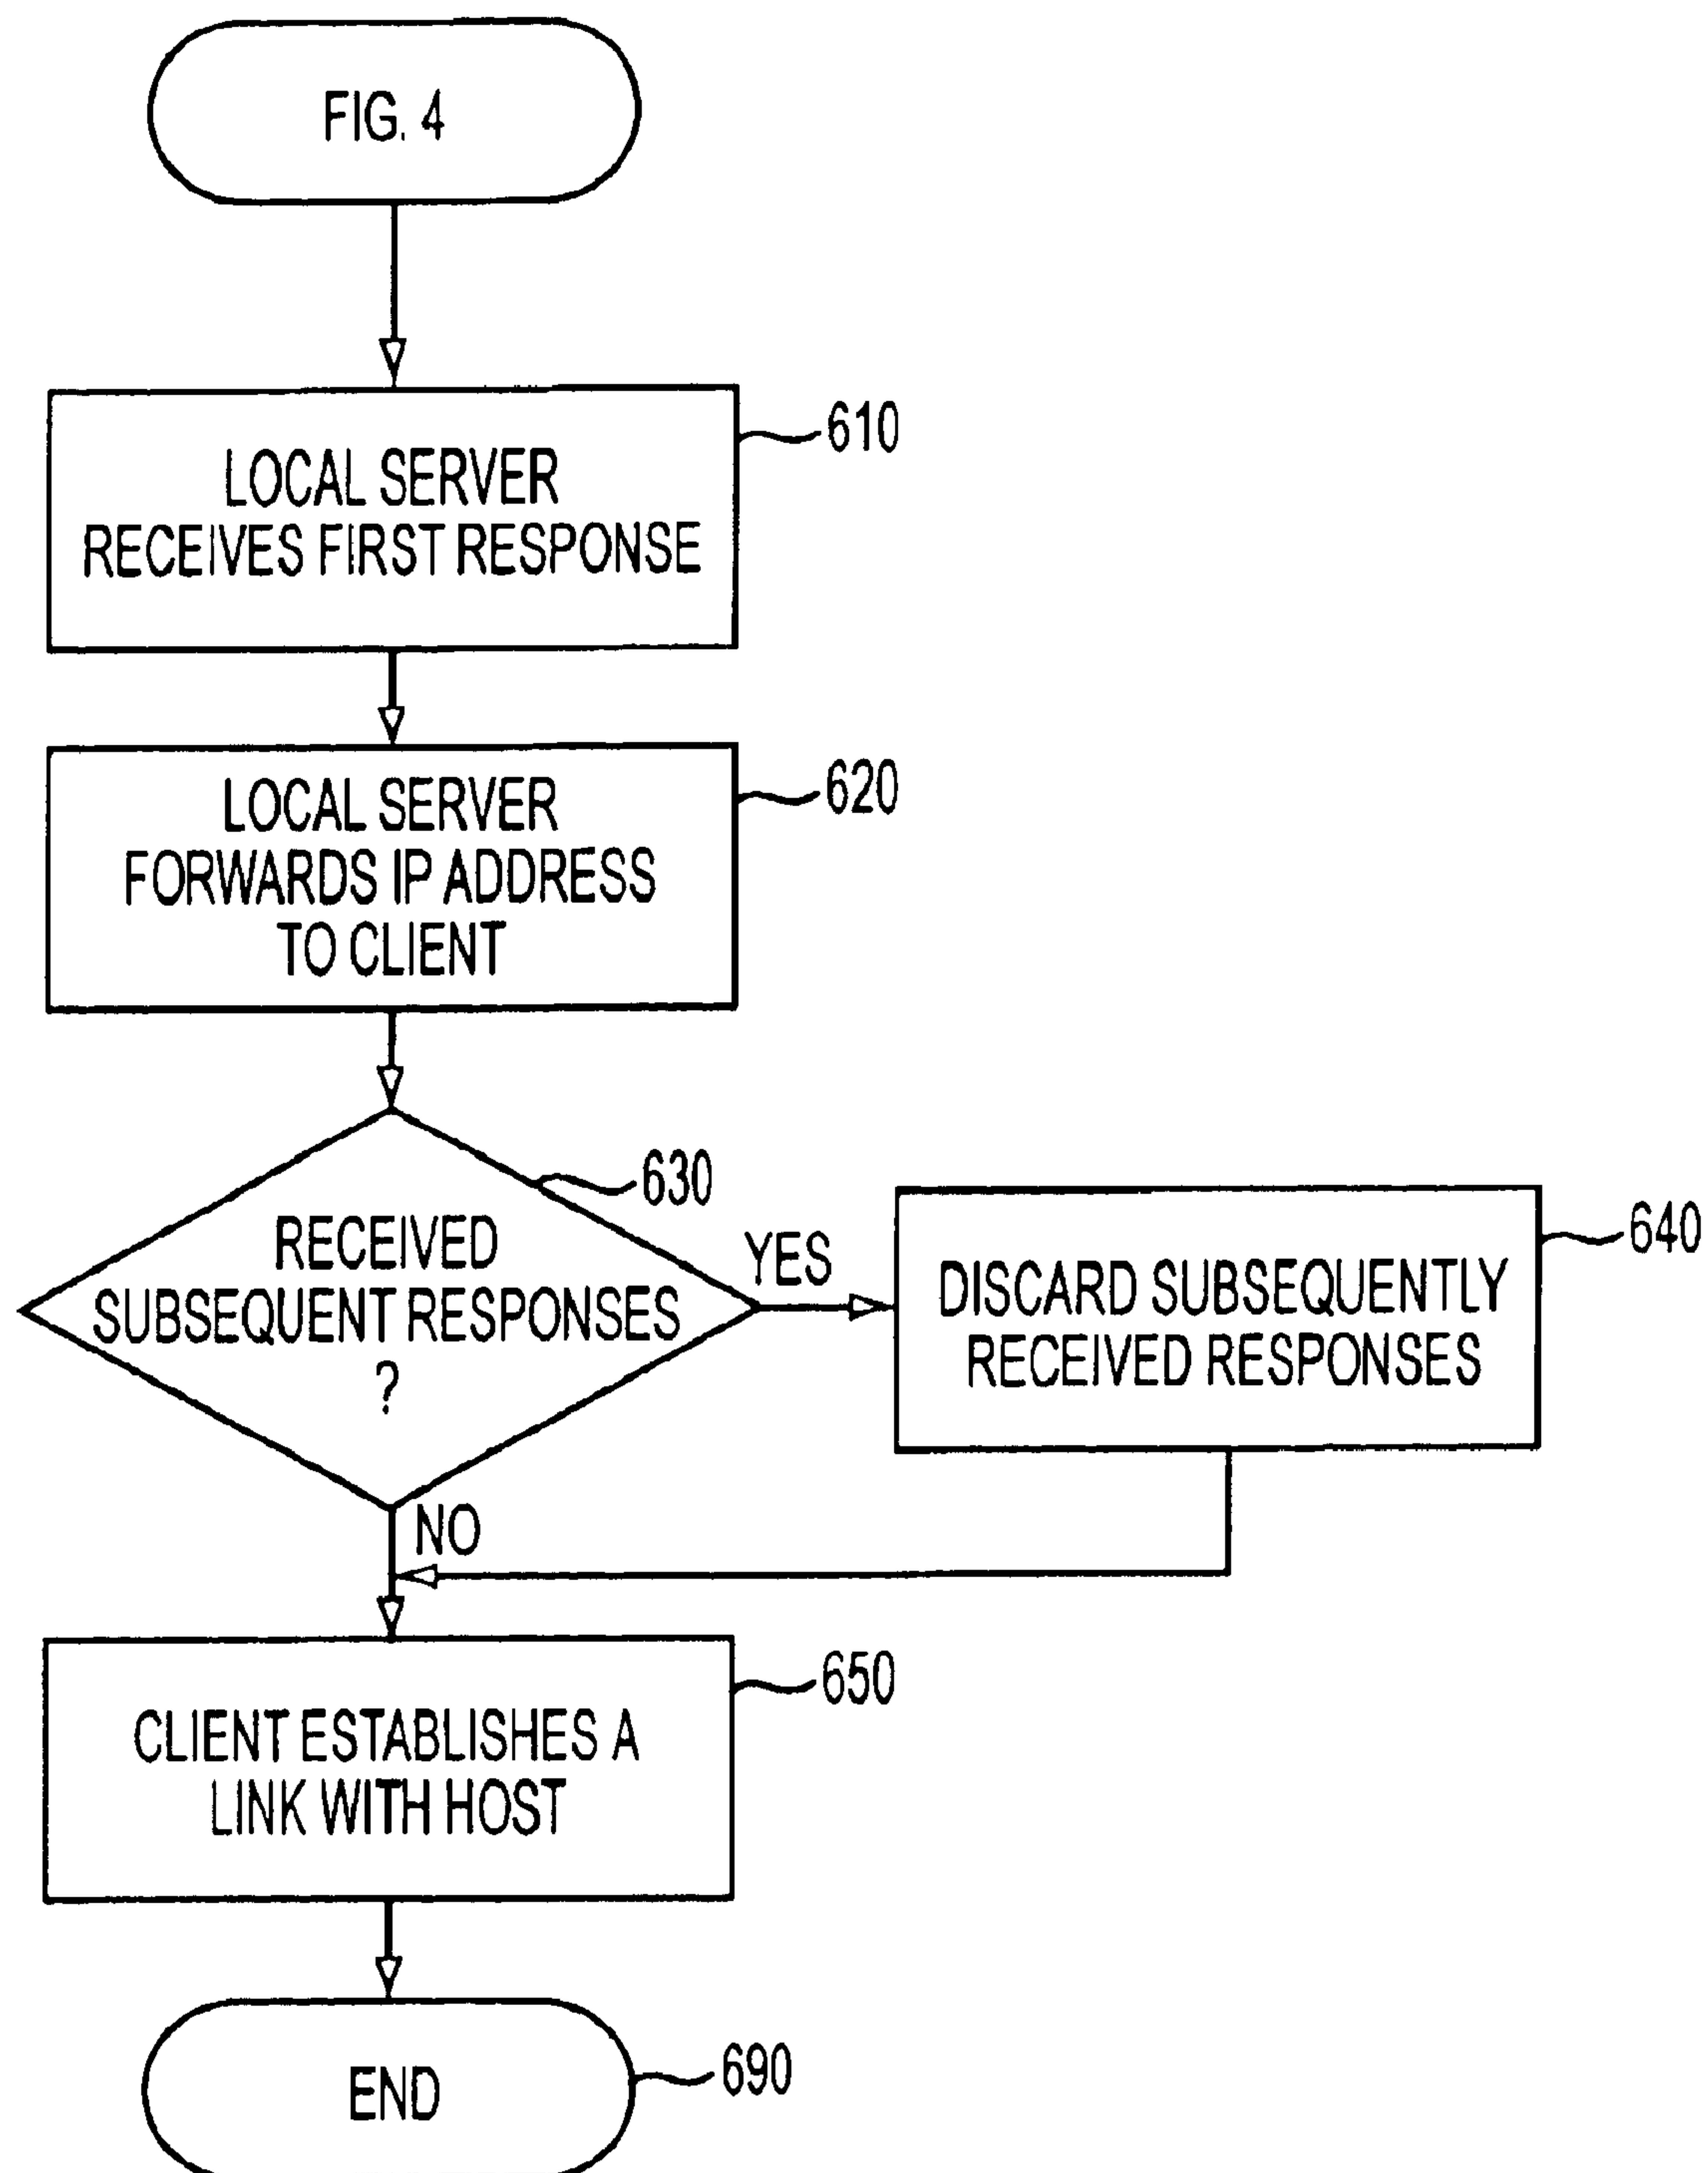 FIG. 4
610
LOCAL SERVER
RECEIVES FIRST RESPONSE
620
LOCAL SERVER
FORWARDS IP ADDRESS
TO CLIENT
630
RECEIVED
SUBSEQUENT RESPONSES
?
YES
640
DISCARD SUBSEQUENTLY
RECEIVED RESPONSES
NO
650
CLIENT ESTABLISHES A
LINK WITH HOST
END
690